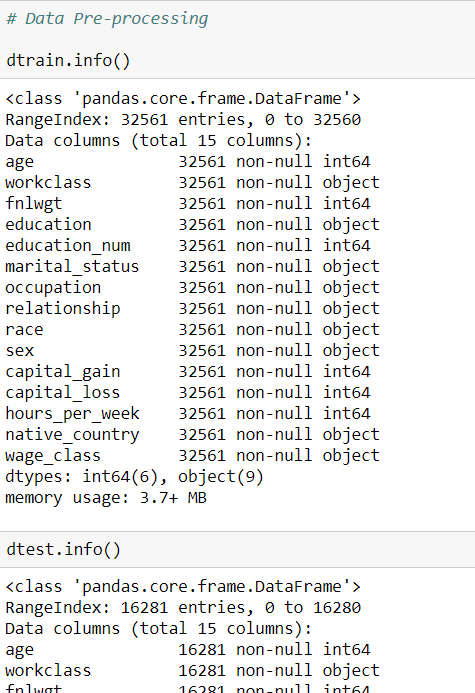 # Data Pre-processing
dtrain.info()
<class 'pandas.core.frame.DataFrame'>
RangeIndex: 32561 entries, 0 to 32560
Data columns (total 15 columns):
age 32561 non-null int64
workclass 32561 non-null object
fnlwgt 32561 non-null int64
education 32561 non-null object
education_num 32561 non-null int64
marital_status 32561 non-null object
occupation 32561 non-null object
relationship 32561 non-null object
race 32561 non-null object
sex 32561 non-null object
capital_gain 32561 non-null int64
capital_loss 32561 non-null int64
hours_per_week 32561 non-null int64
native_country 32561 non-null object
wage_class 32561 non-null object
dtypes: int64(6), object(9)
memory usage: 3.7+ MB
dtest.info()
<class 'pandas.core.frame.DataFrame'>
RangeIndex: 16281 entries, 0 to 16280
Data columns (total 15 columns):
age 16281 non-null int64
workclass 16281 non-null object
fnlwgt 16281 non-null int64